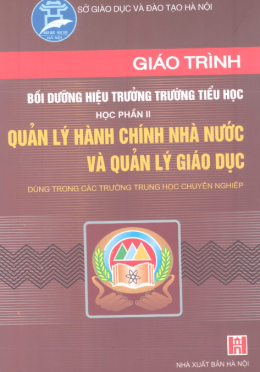 SỞ GIÁO DỤC VÀ ĐÀO TẠO HÀ NỘI
GIÁO TRÌNH
BỒI DƯỠNG HIỆU TRƯỞNG TRƯỜNG TIỂU HỌC
HỌC PHẦN II
QUẢN LÝ HÀNH CHÍNH NHÀ NƯỚC
VÀ QUẢN LÝ GIÁO DỤC
DÙNG TRONG CÁC TRƯỜNG TRUNG HỌC CHUYÊN NGHIỆP
NHÀ XUẤT BẢN HÀ NỘI